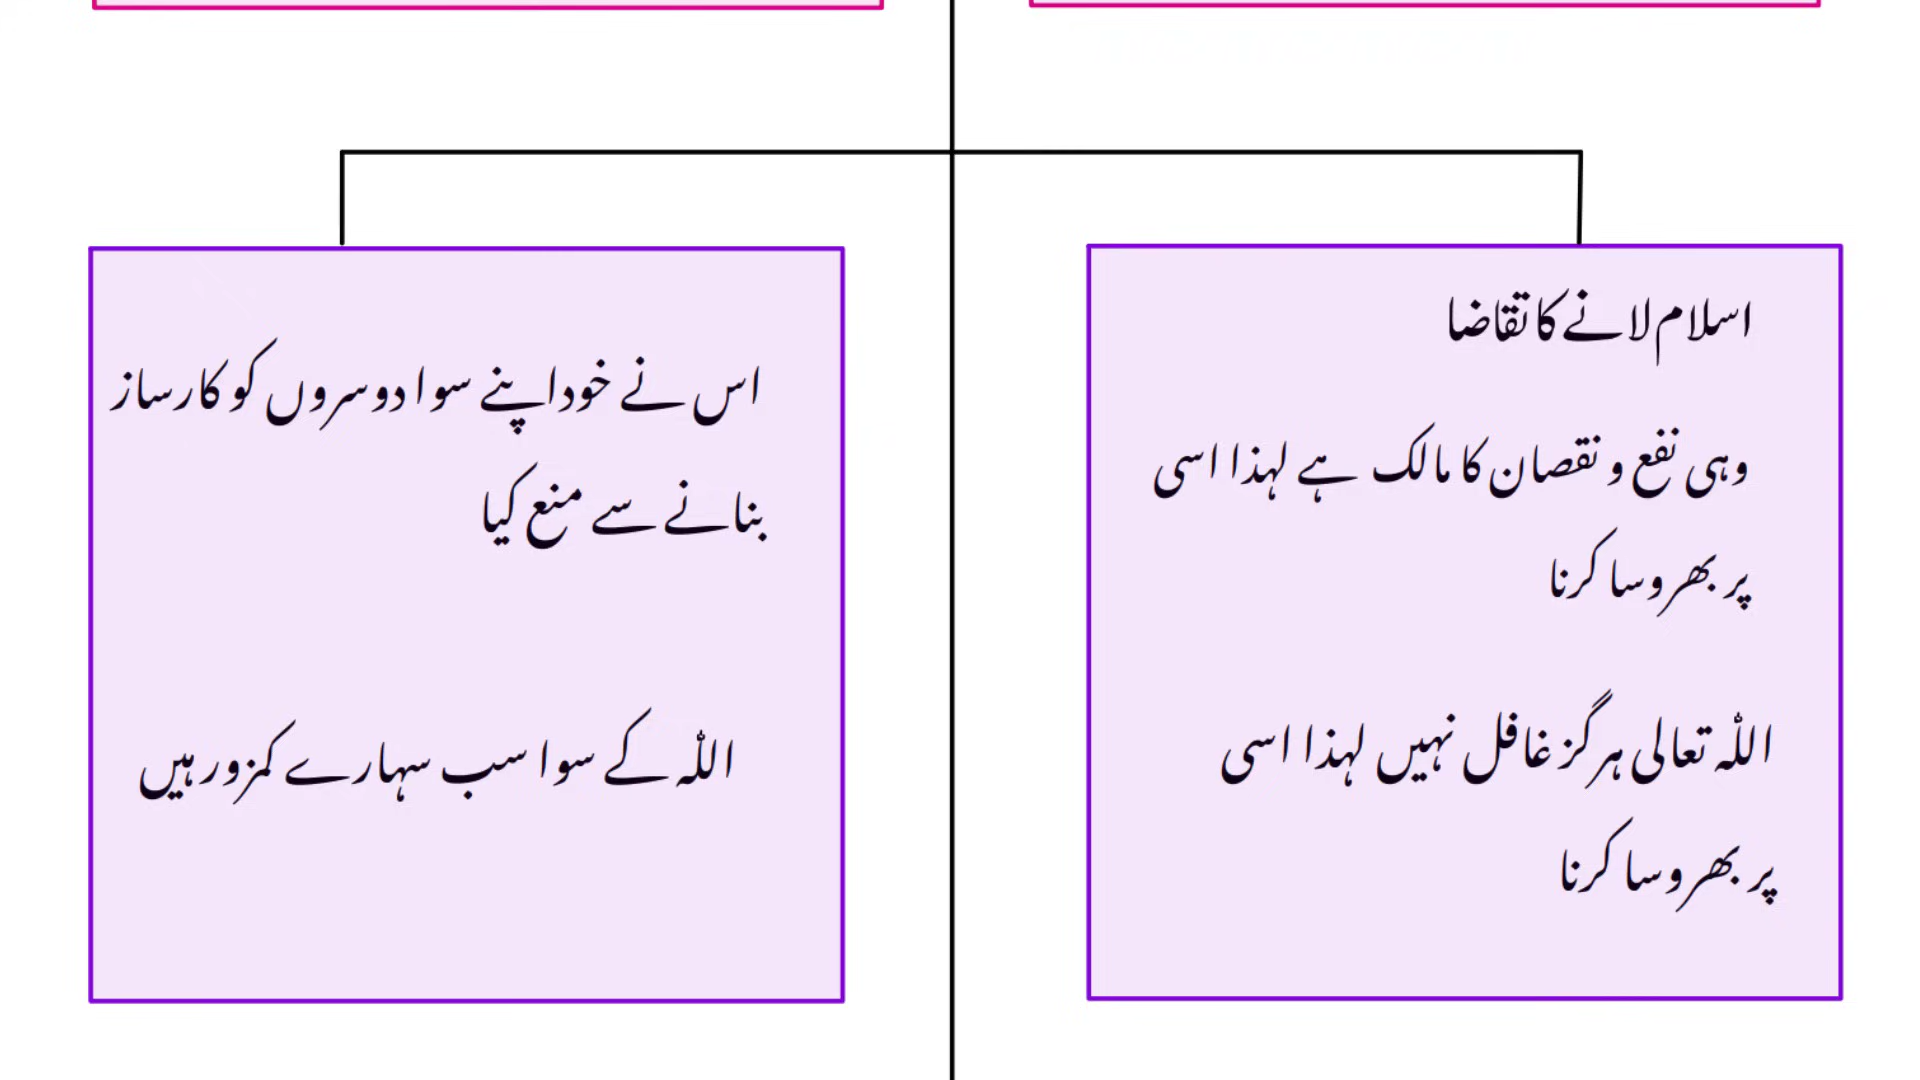 اسلام لانے کا تقاضا
وہی نفع و نقصان کا مالک ہے لہذا اسی
پر بھروسا کرنا
اللہ تعالی ہرگز غافل نہیں لہذا اسی
پر بھروسا کرنا
اس نے خود اپنے سوا دوسروں کو کارساز
بنانے سے منع کیا
اللہ کے سوا سب سہارے کمزور ہیں